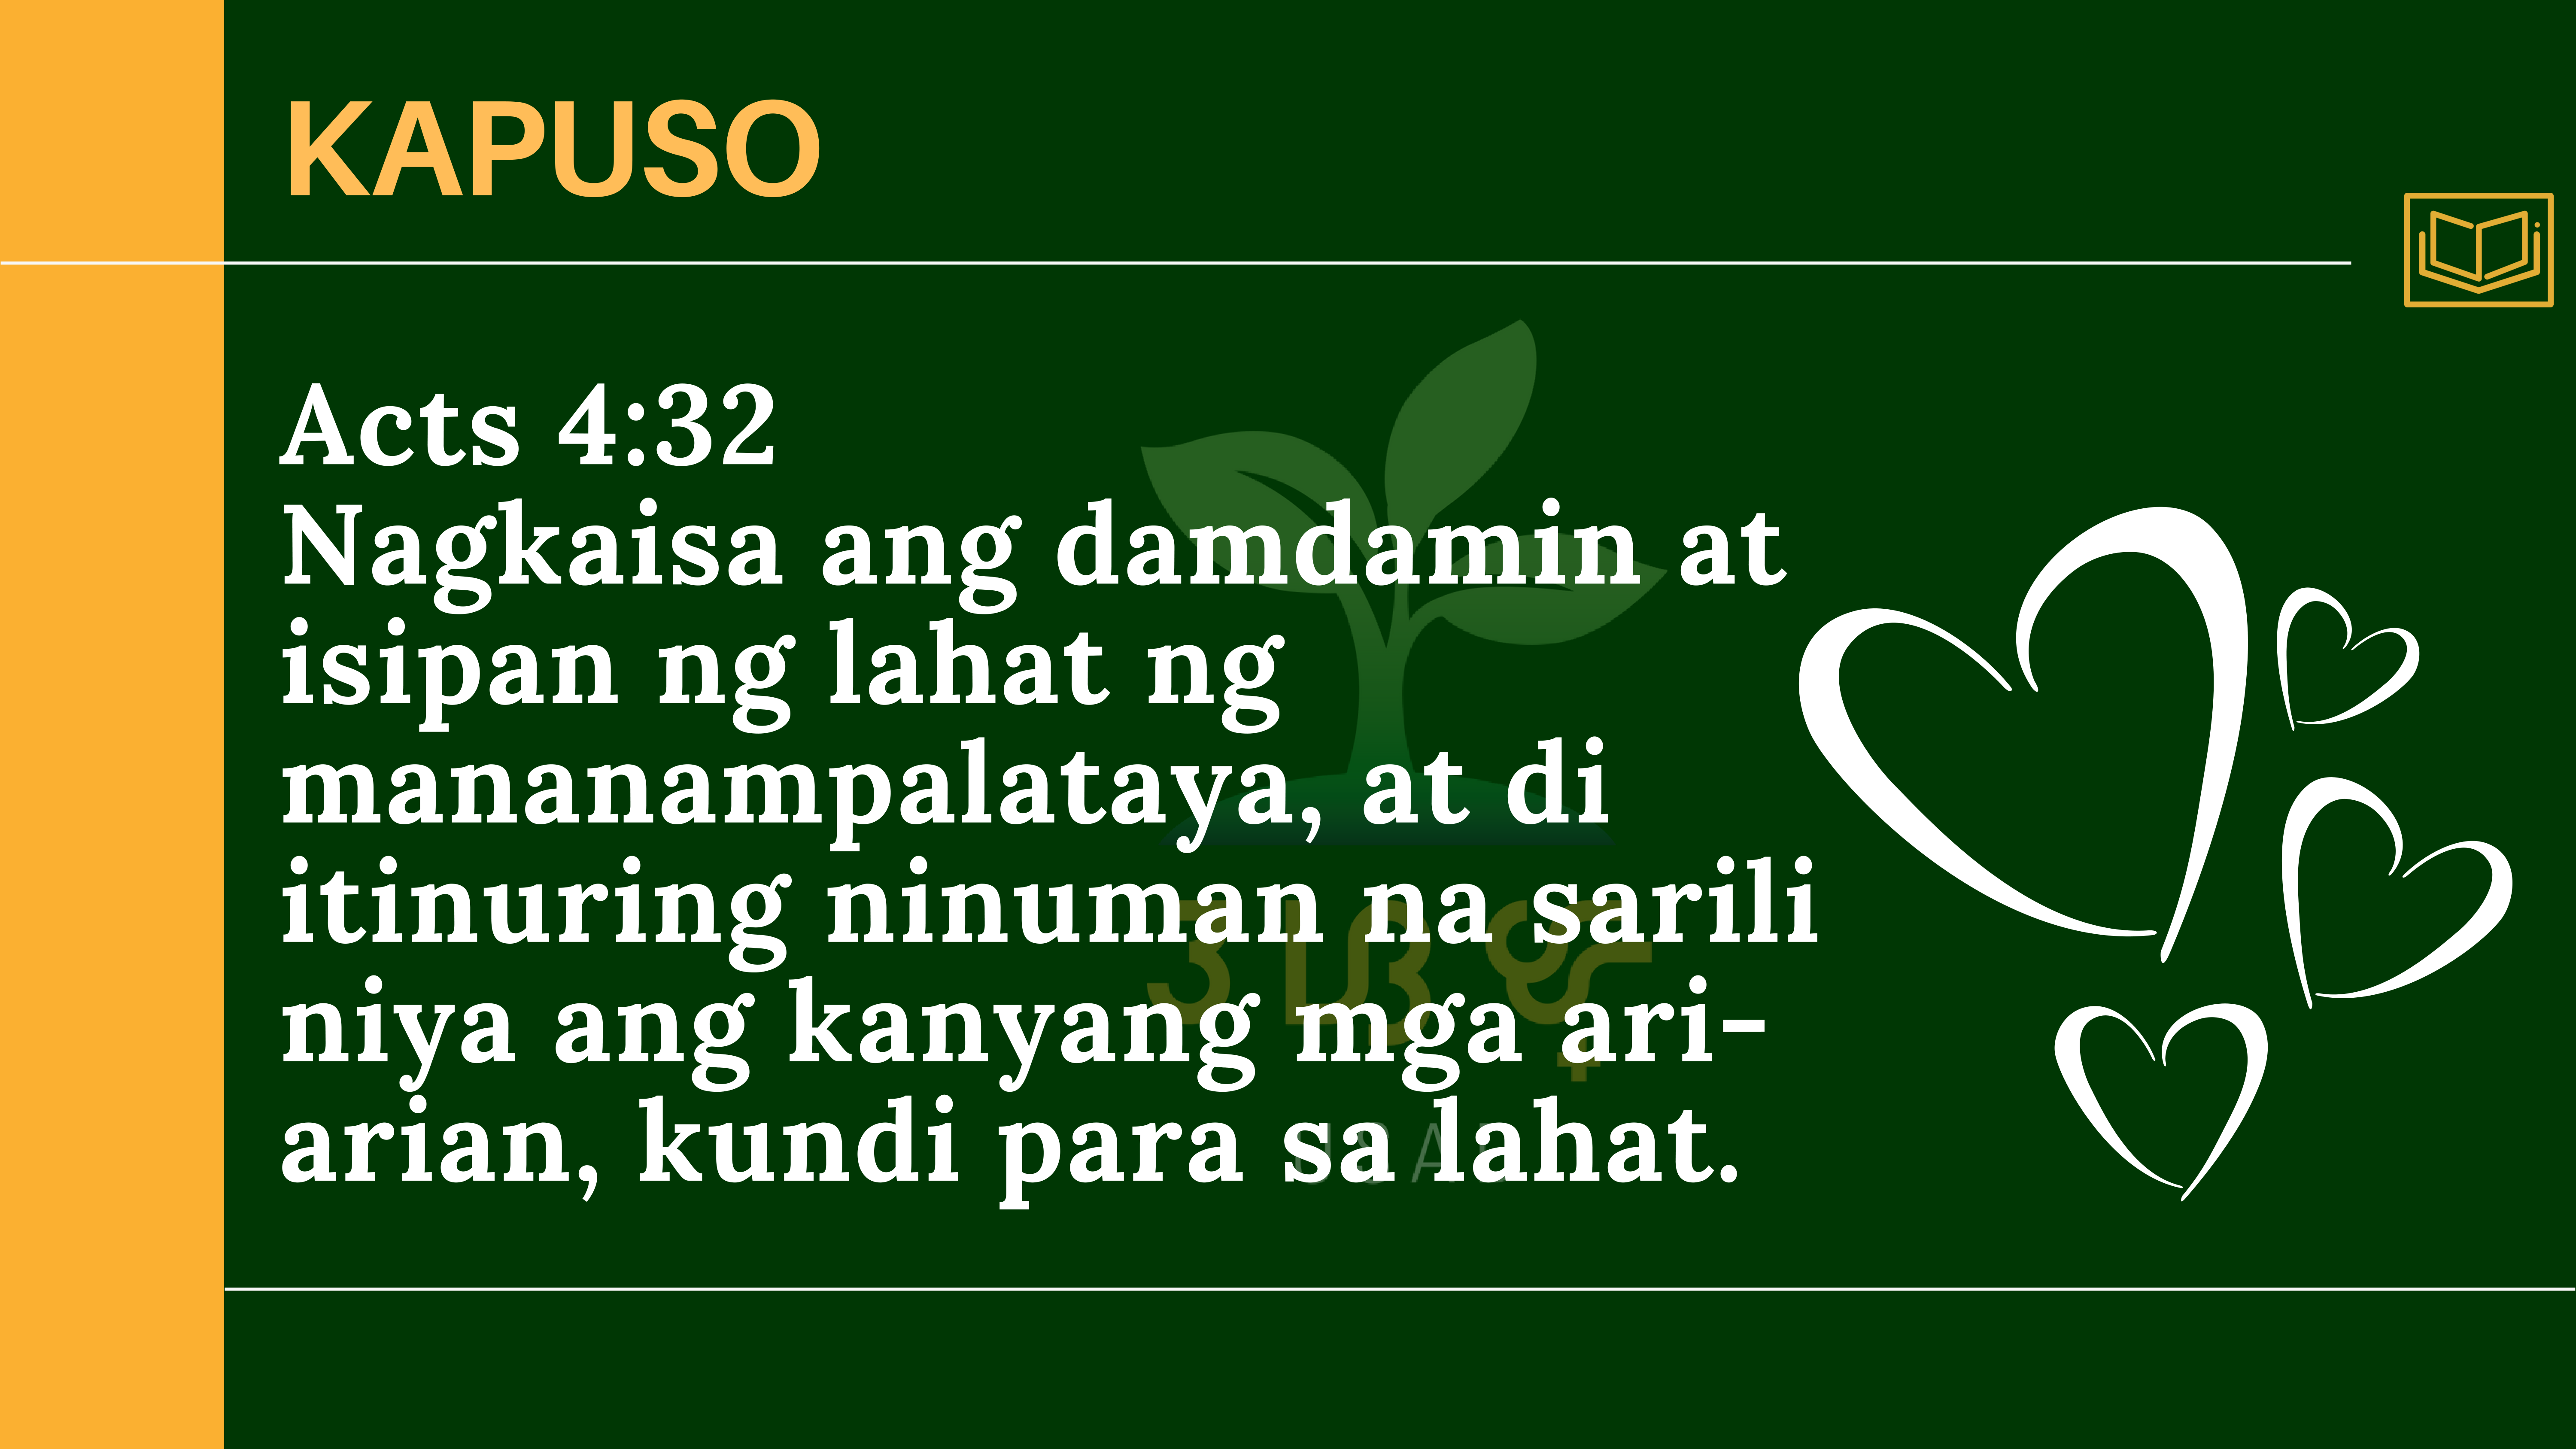 KAPUSO
Acts 4:32
Nagkaisa ang damdamin at
isipan ng lahat ng
mananampalataya, at di
itinuring ninuman na sarili
niya ang kanyang mga ari-
arian, kundi para sa lahat.